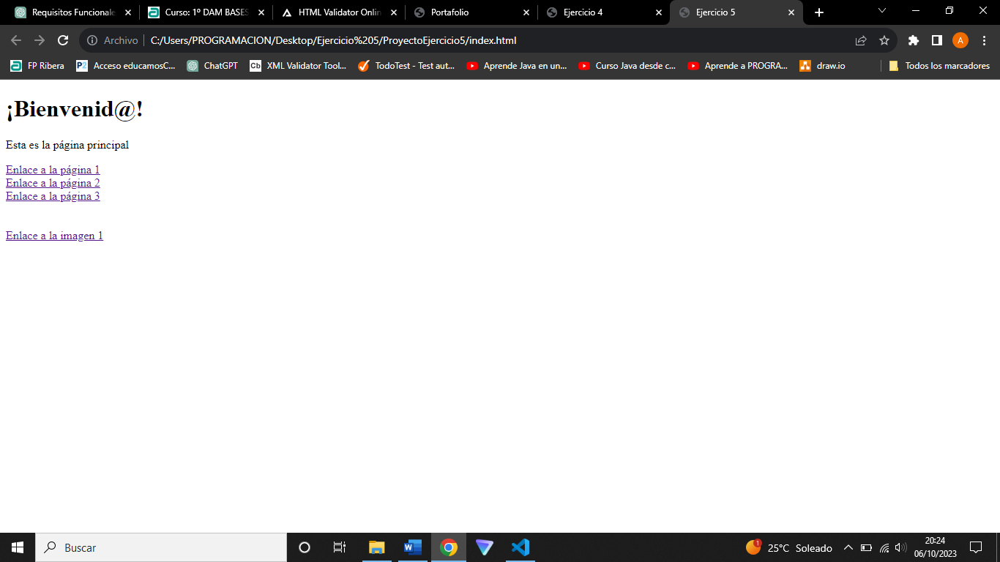 Requisitos Funcionale
Curso: 1º DAM BASES
HTML Validator Onlin
Portafolio
Ejercicio 4
Ejercicio 5
Archivo
C:/Users/PROGRAMACION/Desktop/Ejercicio%205/ProyectoEjercicio5/index.html
A
FP Ribera
Acceso educamosC...
ChatGPT
Cb
XML Validator Tool...
TodoTest - Test aut...
Aprende Java en un...
Curso Java desde c...
Aprende a PROGRA...
draw.io
Todos los marcadores
¡Bienvenid@!
Esta es la página principal
Enlace a la página 1
Enlace a la página 2
Enlace a la página 3
Enlace a la imagen 1
Buscar
1
25°C Soleado
20:24
06/10/2023